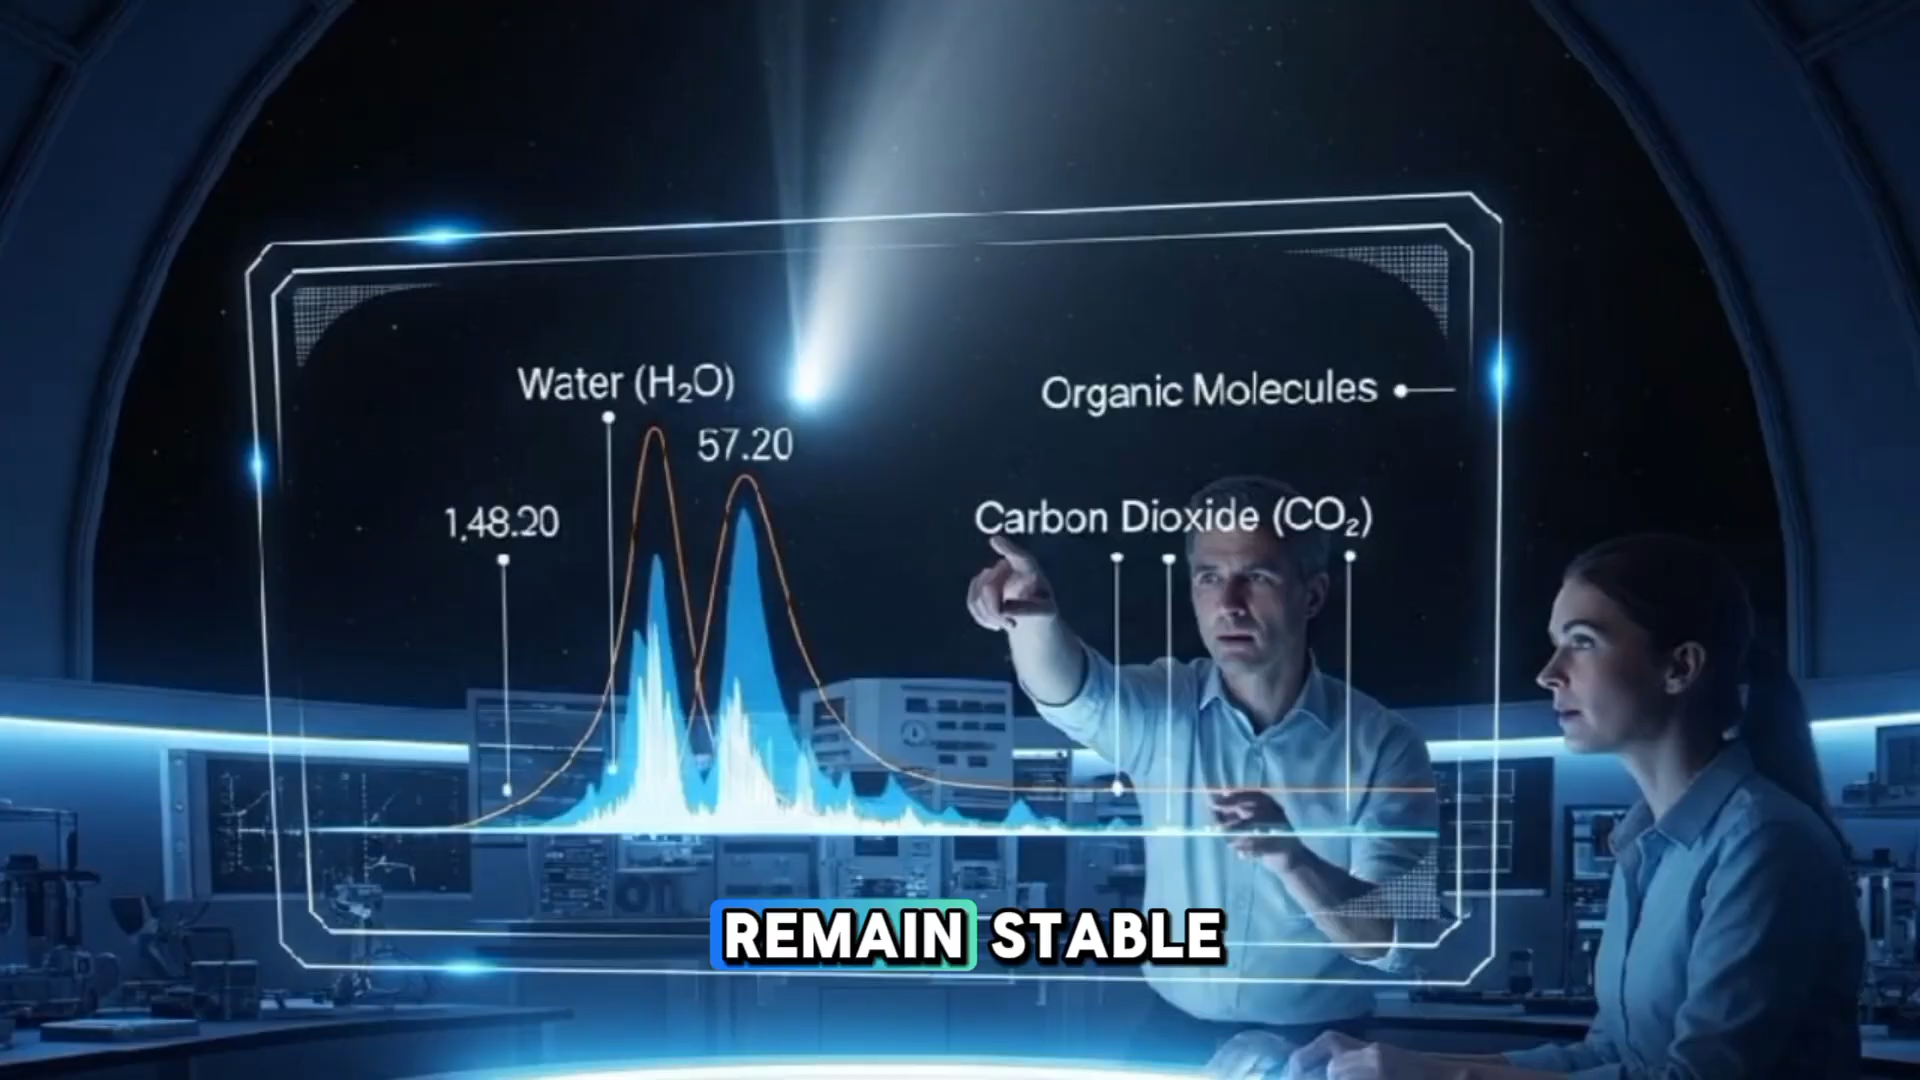 Water (H₂O)
57.20
1,48.20
Organic Molecules
Carbon Dioxide (CO₂)
REMAIN STABLE